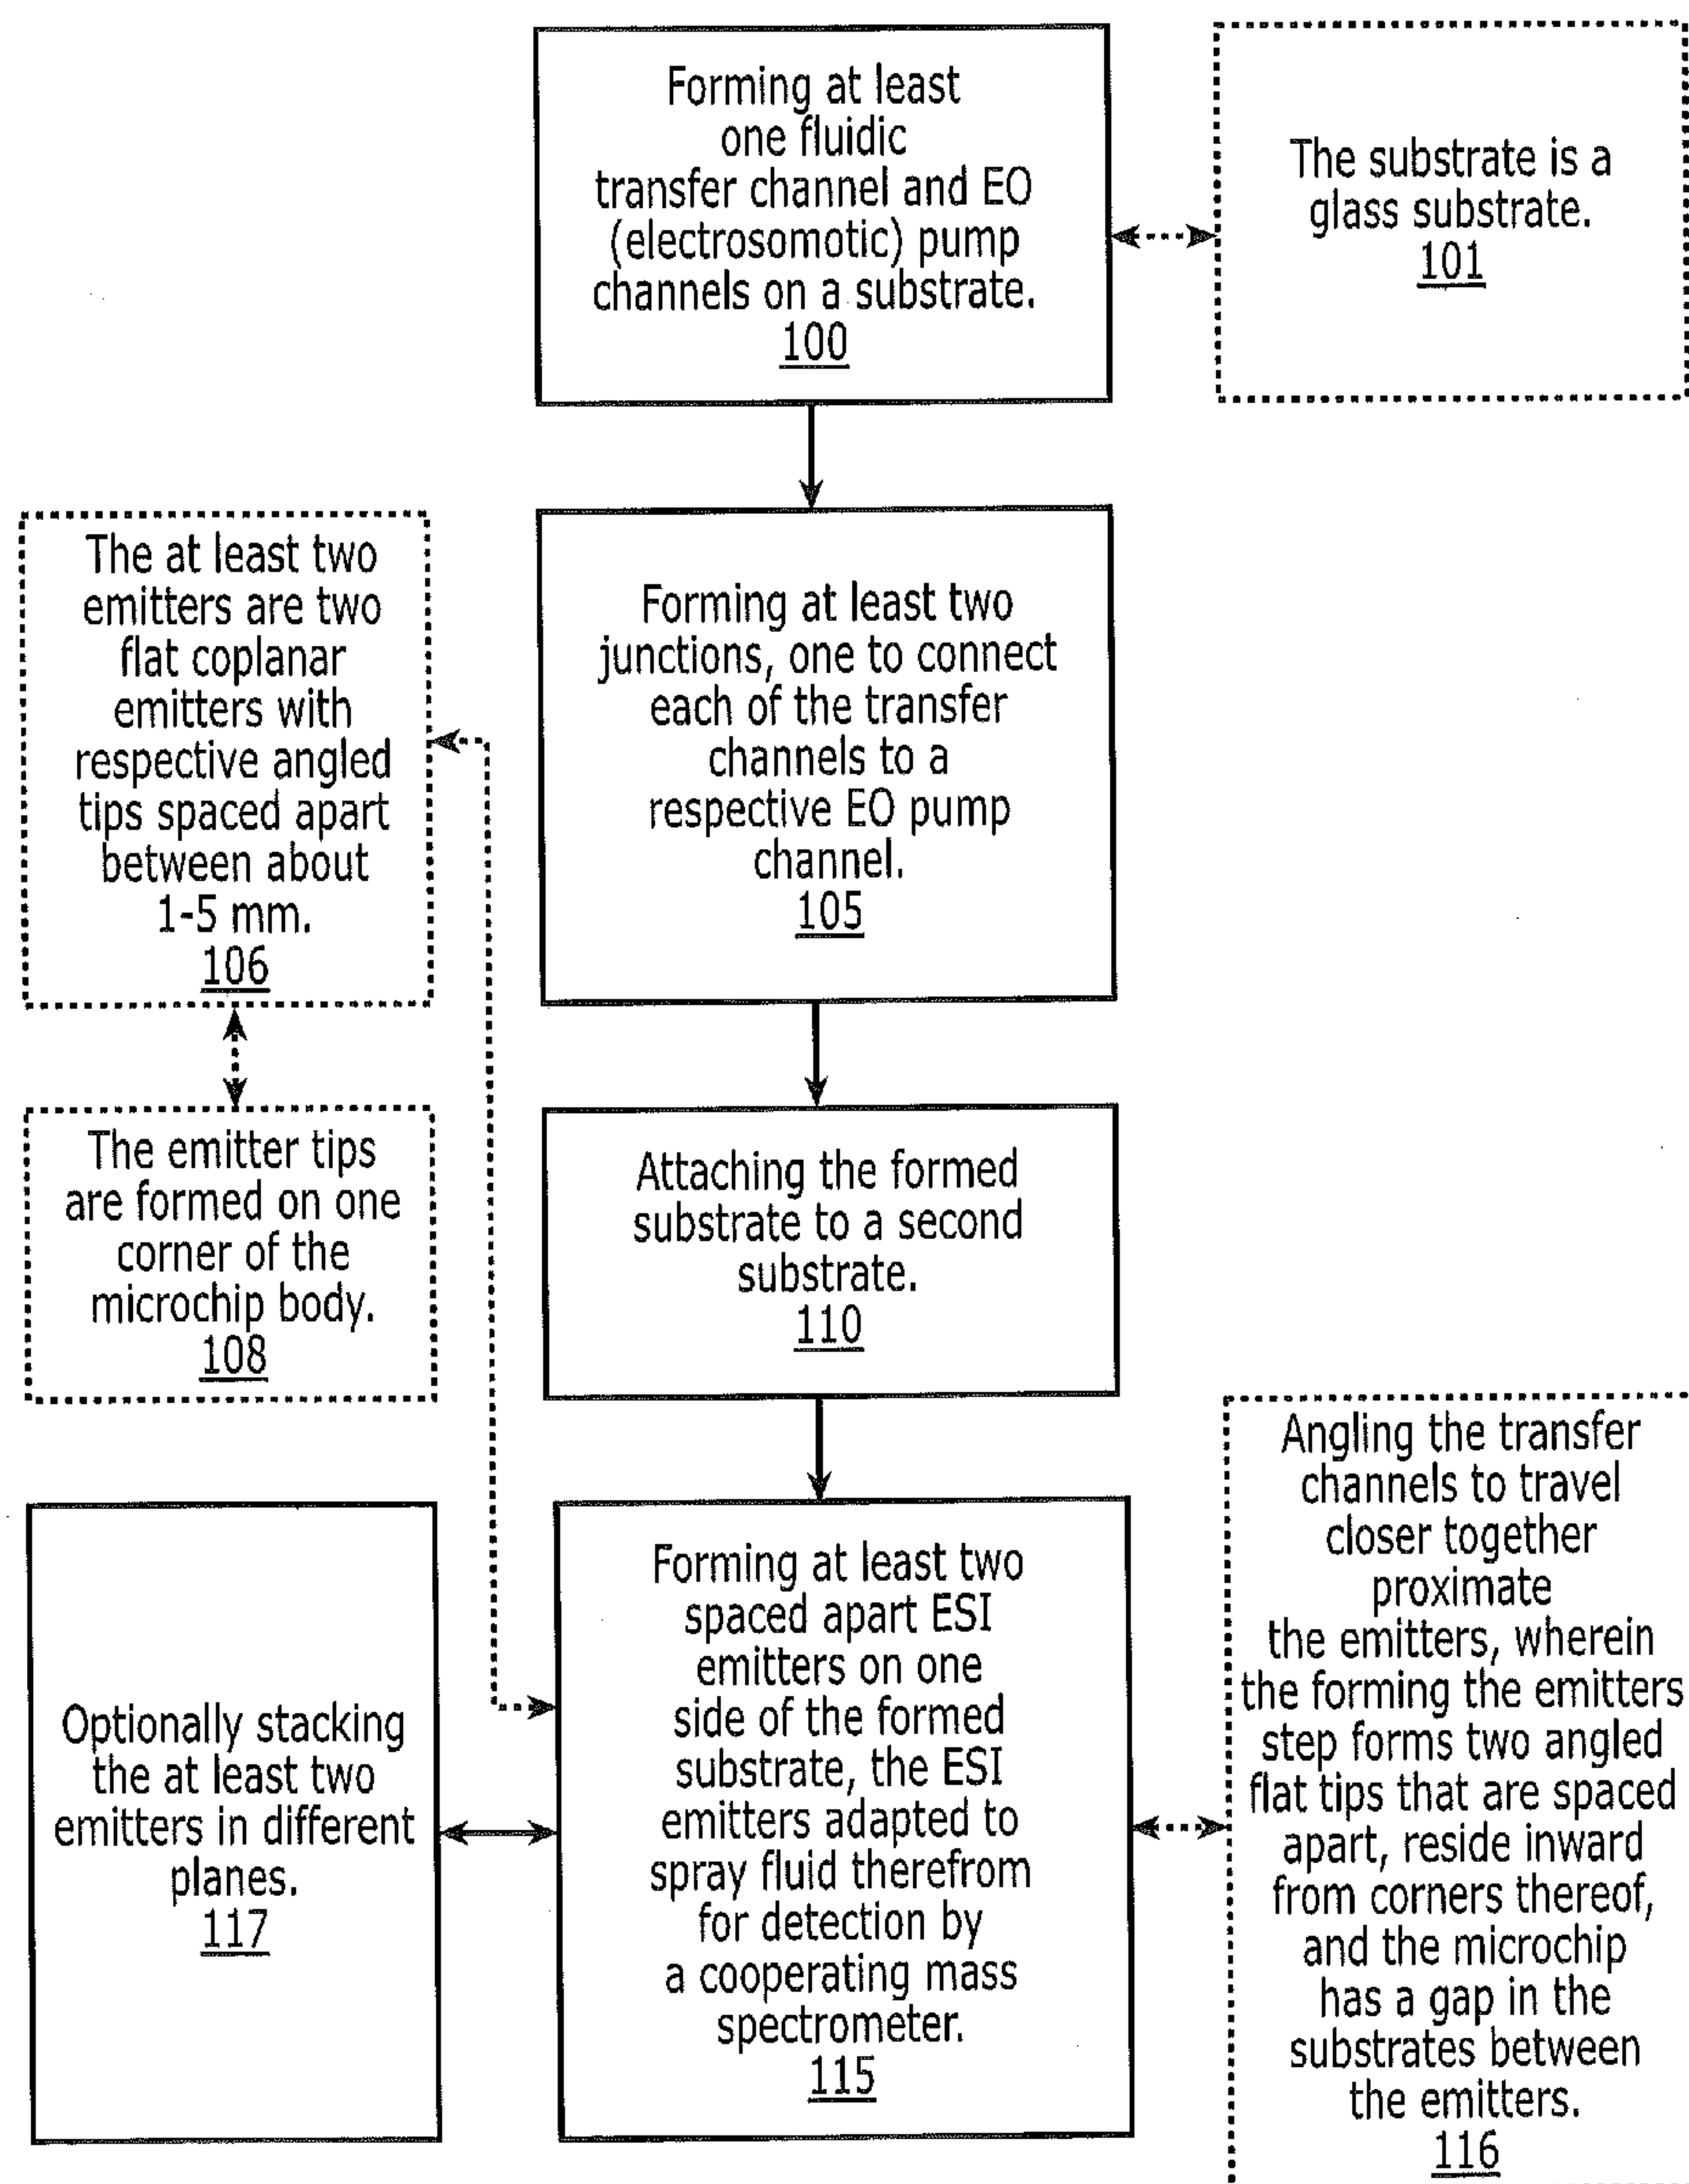 Forming at least
one fluidic
transfer channel and EO
(electrosomotic) pump
channels on a substrate.
100
The substrate is a
glass substrate.
101
The at least two
emitters are two
flat coplanar
emitters with
respective angled
tips spaced apart
between about
1-5 mm.
106
Forming at least two
junctions, one to connect
each of the transfer
channels to a
respective EO pump
channel.
105
The emitter tips
are formed on one
corner of the
microchip body.
108
Attaching the formed
substrate to a second
substrate.
110
Optionally stacking
the at least two
emitters in different
planes.
117
Forming at least two
spaced apart ESI
emitters on one
side of the formed
substrate, the ESI
emitters adapted to
spray fluid therefrom
for detection by
a cooperating mass
spectrometer.
115
Angling the transfer
channels to travel
closer together
proximate
the emitters, wherein
the forming the emitters
step forms two angled
flat tips that are spaced
apart, reside inward
from corners thereof,
and the microchip
has a gap in the
substrates between
the emitters.
116